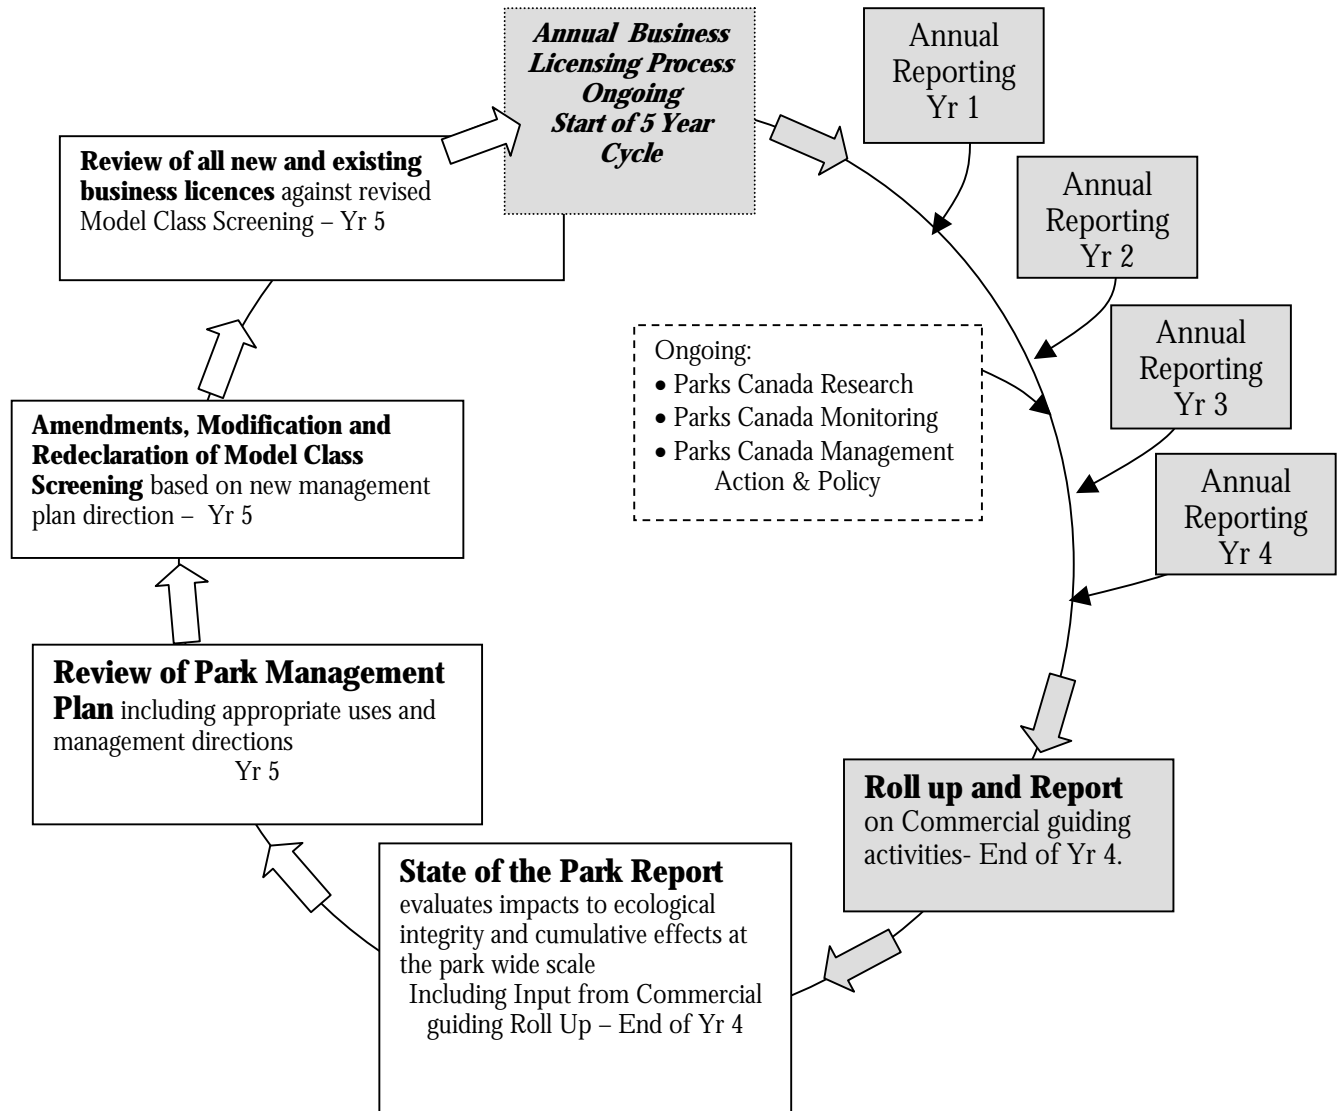 Annual Business
Licensing Process
Ongoing
Start of 5 Year
Cycle
Annual
Reporting
Yr 1
Annual
Reporting
Yr 2
Annual
Reporting
Yr 3
Annual
Reporting
Yr 4
Ongoing:
• Parks Canada Research
• Parks Canada Monitoring
• Parks Canada Management
Action & Policy
Roll up and Report
on Commercial guiding
activities- End of Yr 4.
State of the Park Report
evaluates impacts to ecological
integrity and cumulative effects at
the park wide scale
Including Input from Commercial
guiding Roll Up – End of Yr 4
Review of Park Management
Plan including appropriate uses and
management directions
Yr 5
Amendments, Modification and
Redeclaration of Model Class
Screening based on new management
plan direction – Yr 5
Review of all new and existing
business licences against revised
Model Class Screening – Yr 5